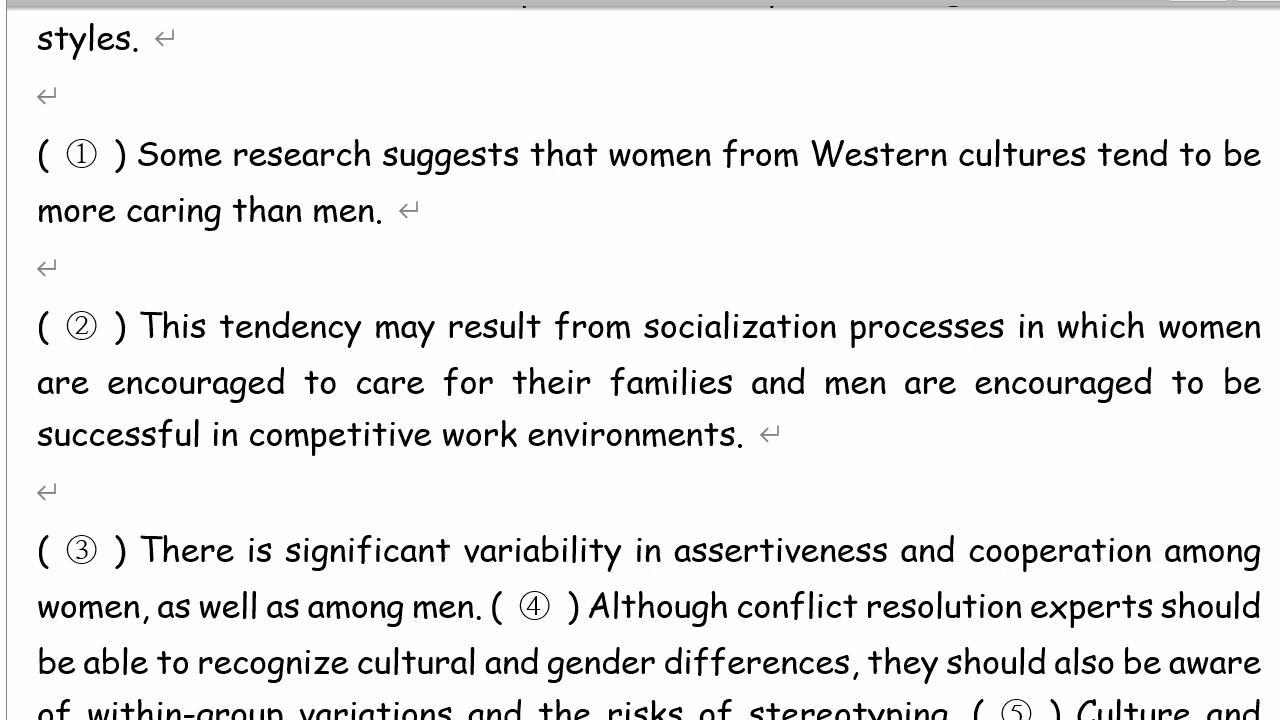 styles.
( ① ) Some research suggests that women from Western cultures tend to be
more caring than men.
( ② ) This tendency may result from socialization processes in which women
are encouraged to care for their families and men are encouraged to be
successful in competitive work environments.
( ③ ) There is significant variability in assertiveness and cooperation among
women, as well as among men. ( ④ ) Although conflict resolution experts should
be able to recognize cultural and gender differences, they should also be aware
of within-group variations and the risks of stereotyping. ( ⑤ ) Culture and